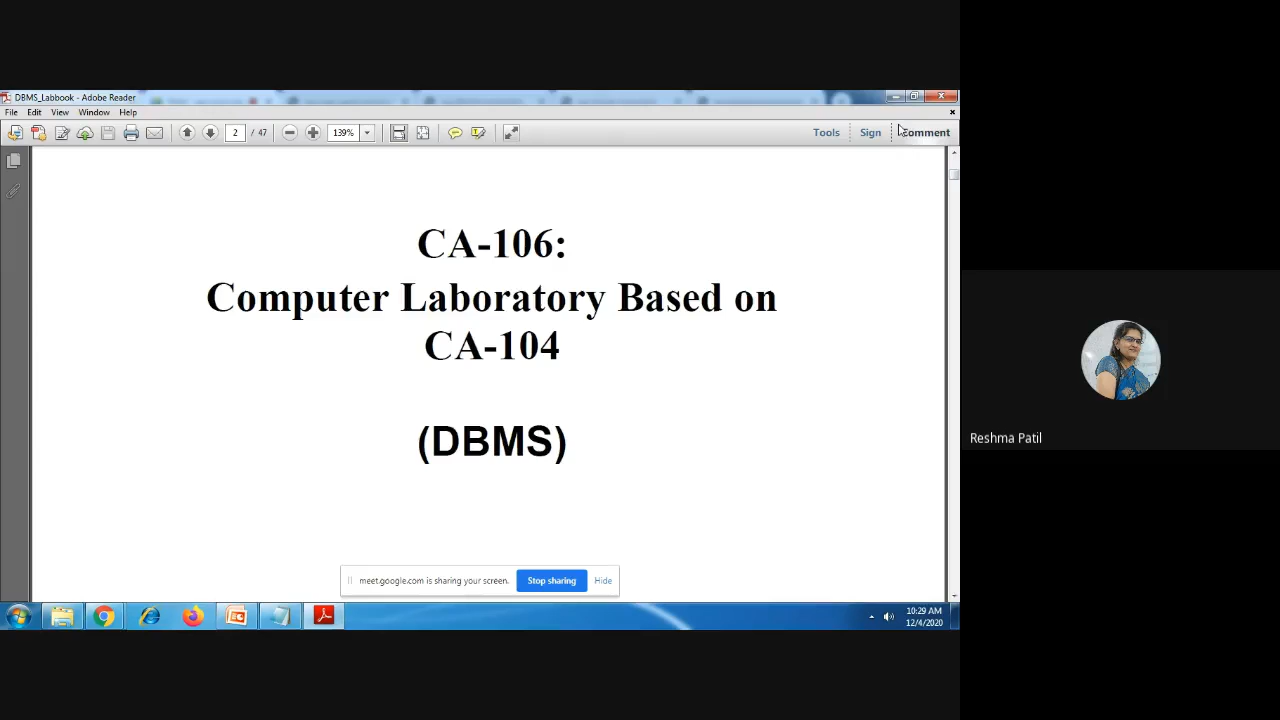 DBMS_Labbook - Adobe Reader
File Edit View Window Help
2 / 47 139% Tools Sign Comment
CA-106:
Computer Laboratory Based on
CA-104
(DBMS)
Reshma Patil
meet.google.com is sharing your screen. Stop sharing Hide
10:29 AM
12/4/2020